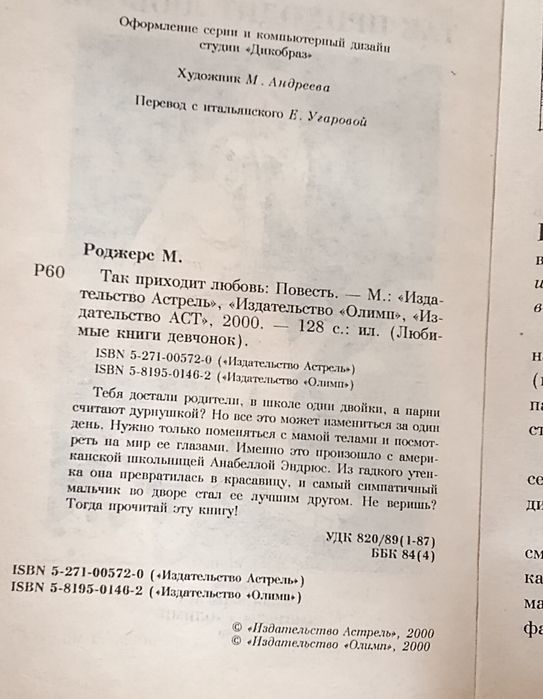 Оформление серии и компьютерный дизайн
студии «Дикобраз»
Художник М. Андреева
Перевод с итальянского Е. Угаровой
Роджерс М.
Р60
Так приходит любовь: Повесть. — М.: «Изда-
тельство Астрель», «Издательство «Олимп», «Из-
дательство АСТ», 2000. — 128 с.: ил. (Люби-
мые книги девчонок).
ISBN 5-271-00572-0 («Издательство Астрель»)
ISBN 5-8195-0146-2 («Издательство «Олимп»)
Тебя достали родители, в школе одни двойки, а парни
считают дурнушкой? Но все это может измениться за один
день. Нужно только поменяться с мамой телами и посмот-
реть на мир ее глазами. Именно это произошло с амери-
канской школьницей Анабеллой Эндрюс. Из гадкого утен-
ка она превратилась в красавицу, и самый симпатичный
мальчик во дворе стал ее лучшим другом. Не веришь?
Тогда прочитай эту книгу!
УДК 820/89(1-87)
ББК 84(4)
ISBN 5-271-00572-0 («Издательство Астрель»)
ISBN 5-8195-0146-2 («Издательство «Олимп»)
© «Издательство Астрель», 2000
© «Издательство «Олимп», 2000